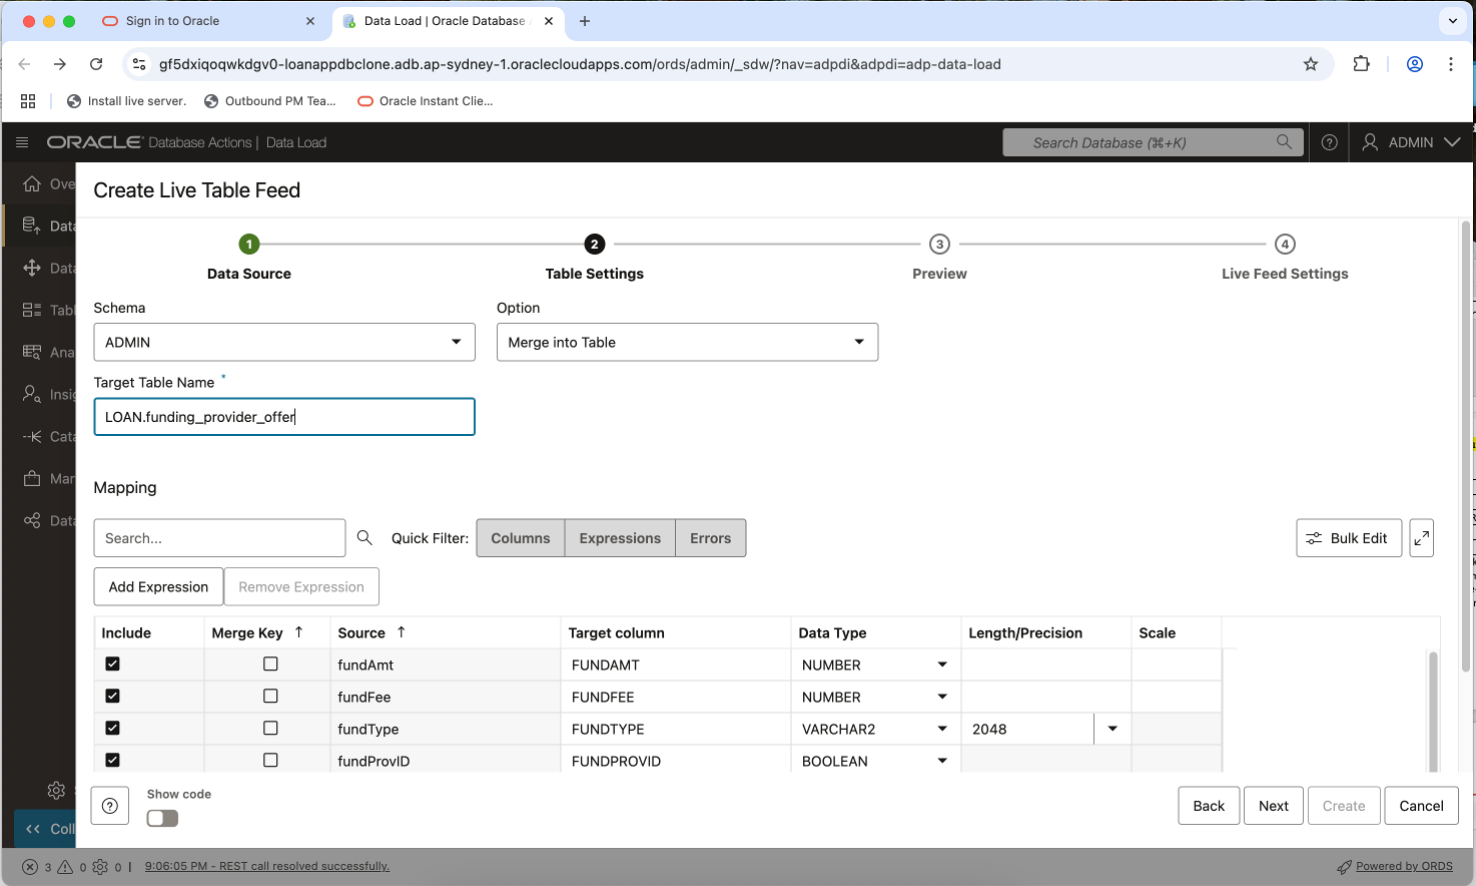 Sign in to Oracle
Data Load | Oracle Database
gf5dxiqoqwkdgv0-loanappdbclone.adb.ap-sydney-1.oraclecloudapps.com/ords/admin/_sdw/?nav=adpdi&adpdi=adp-data-load
Install live server.
Outbound PM Tea...
Oracle Instant Clie...
ORACLE Database Actions | Data Load
Search Database (⌘+K)
ADMIN
Ove
Data
Data
Tabl
Ana
Insig
Cata
Mar
Data
Coll
Create Live Table Feed
1 2 3 4
Data Source Table Settings Preview Live Feed Settings
Schema Option
ADMIN Merge into Table
Target Table Name *
LOAN.funding_provider_offer
Mapping
Search... Quick Filter: Columns Expressions Errors Bulk Edit
Add Expression Remove Expression
Include Merge Key ↑ Source ↑ Target column Data Type Length/Precision Scale
fundAmt FUNDAMT NUMBER
fundFee FUNDFEE NUMBER
fundType FUNDTYPE VARCHAR2 2048
fundProvID FUNDPROVID BOOLEAN
Show code
Back Next Create Cancel
3 0 0 | 9:06:05 PM - REST call resolved successfully. Powered by ORDS